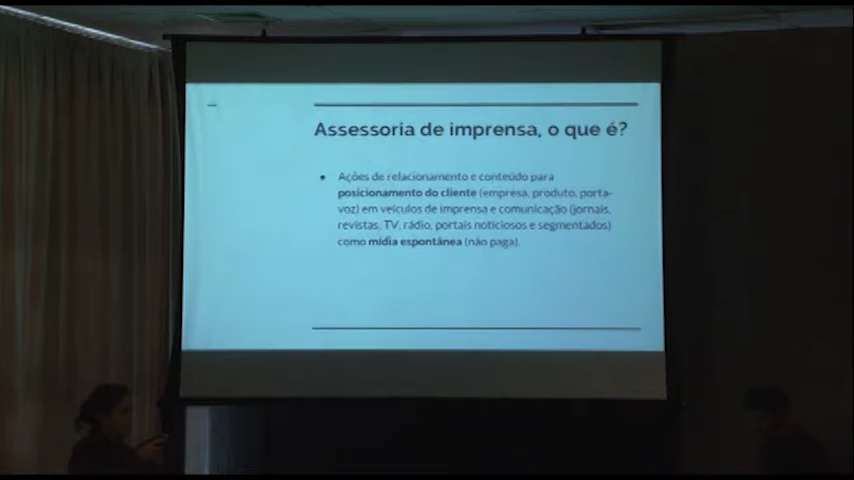 Assessoria de imprensa, o que é?
• Ações de relacionamento e conteúdo para
posicionamento do cliente (empresa, produto, porta-
voz) em veículos de imprensa e comunicação (jornais,
revistas, TV, rádio, portais noticiosos e segmentados)
como mídia espontânea (não paga).